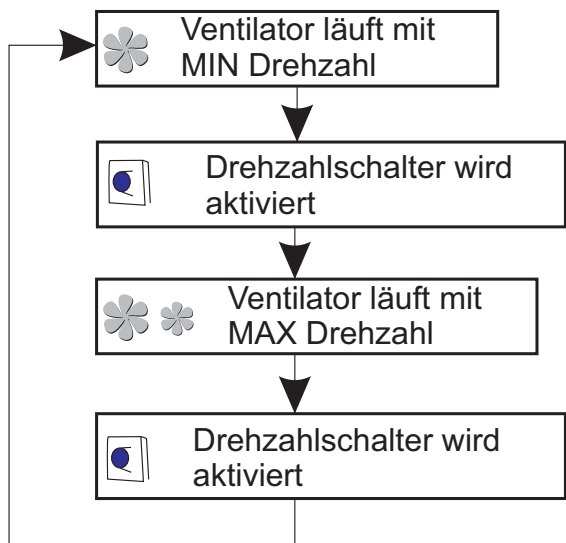 Ventilator läuft mit
MIN Drehzahl
Drehzahlschalter wird
aktiviert
Ventilator läuft mit
MAX Drehzahl
Drehzahlschalter wird
aktiviert